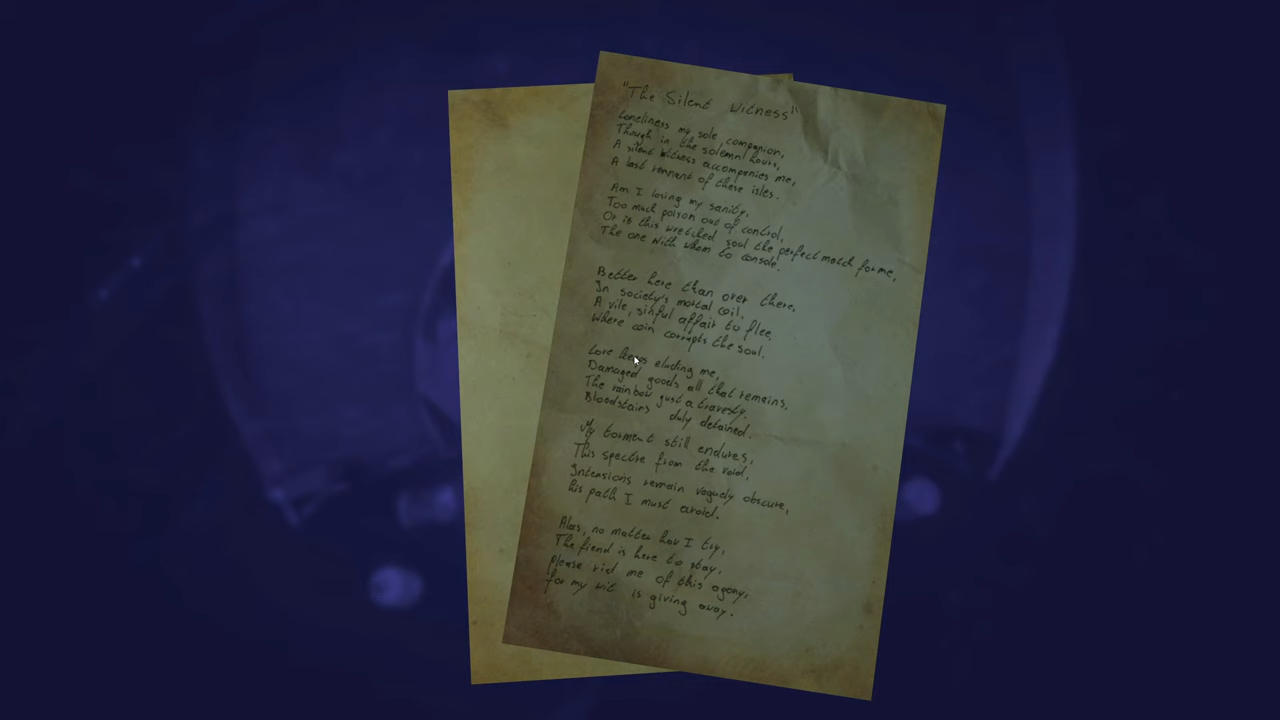 "The Silent Witness"
Loneliness my sole companion,
Though in the solemn hours,
A silent witness accompanies me,
A last remnant of these isles.
Am I losing my sanity,
Too much poison out of control,
Or is this wretched soul the perfect match for me,
The one with whom to console.
Better here than over there,
In society's mortal coil,
A vile, sinful affair to flee,
Where coin corrupts the soul.
Love keeps eluding me,
Damaged goods all that remains,
The rainbow just a travesty.
Bloodstains duly detained.
My torment still endures,
This spectre from the void,
Intensions remain vaguely obscure,
his path I must avoid.
Alas, no matter how I try,
The fiend is here to stay,
please rid me of this agony,
for my wit is giving away.